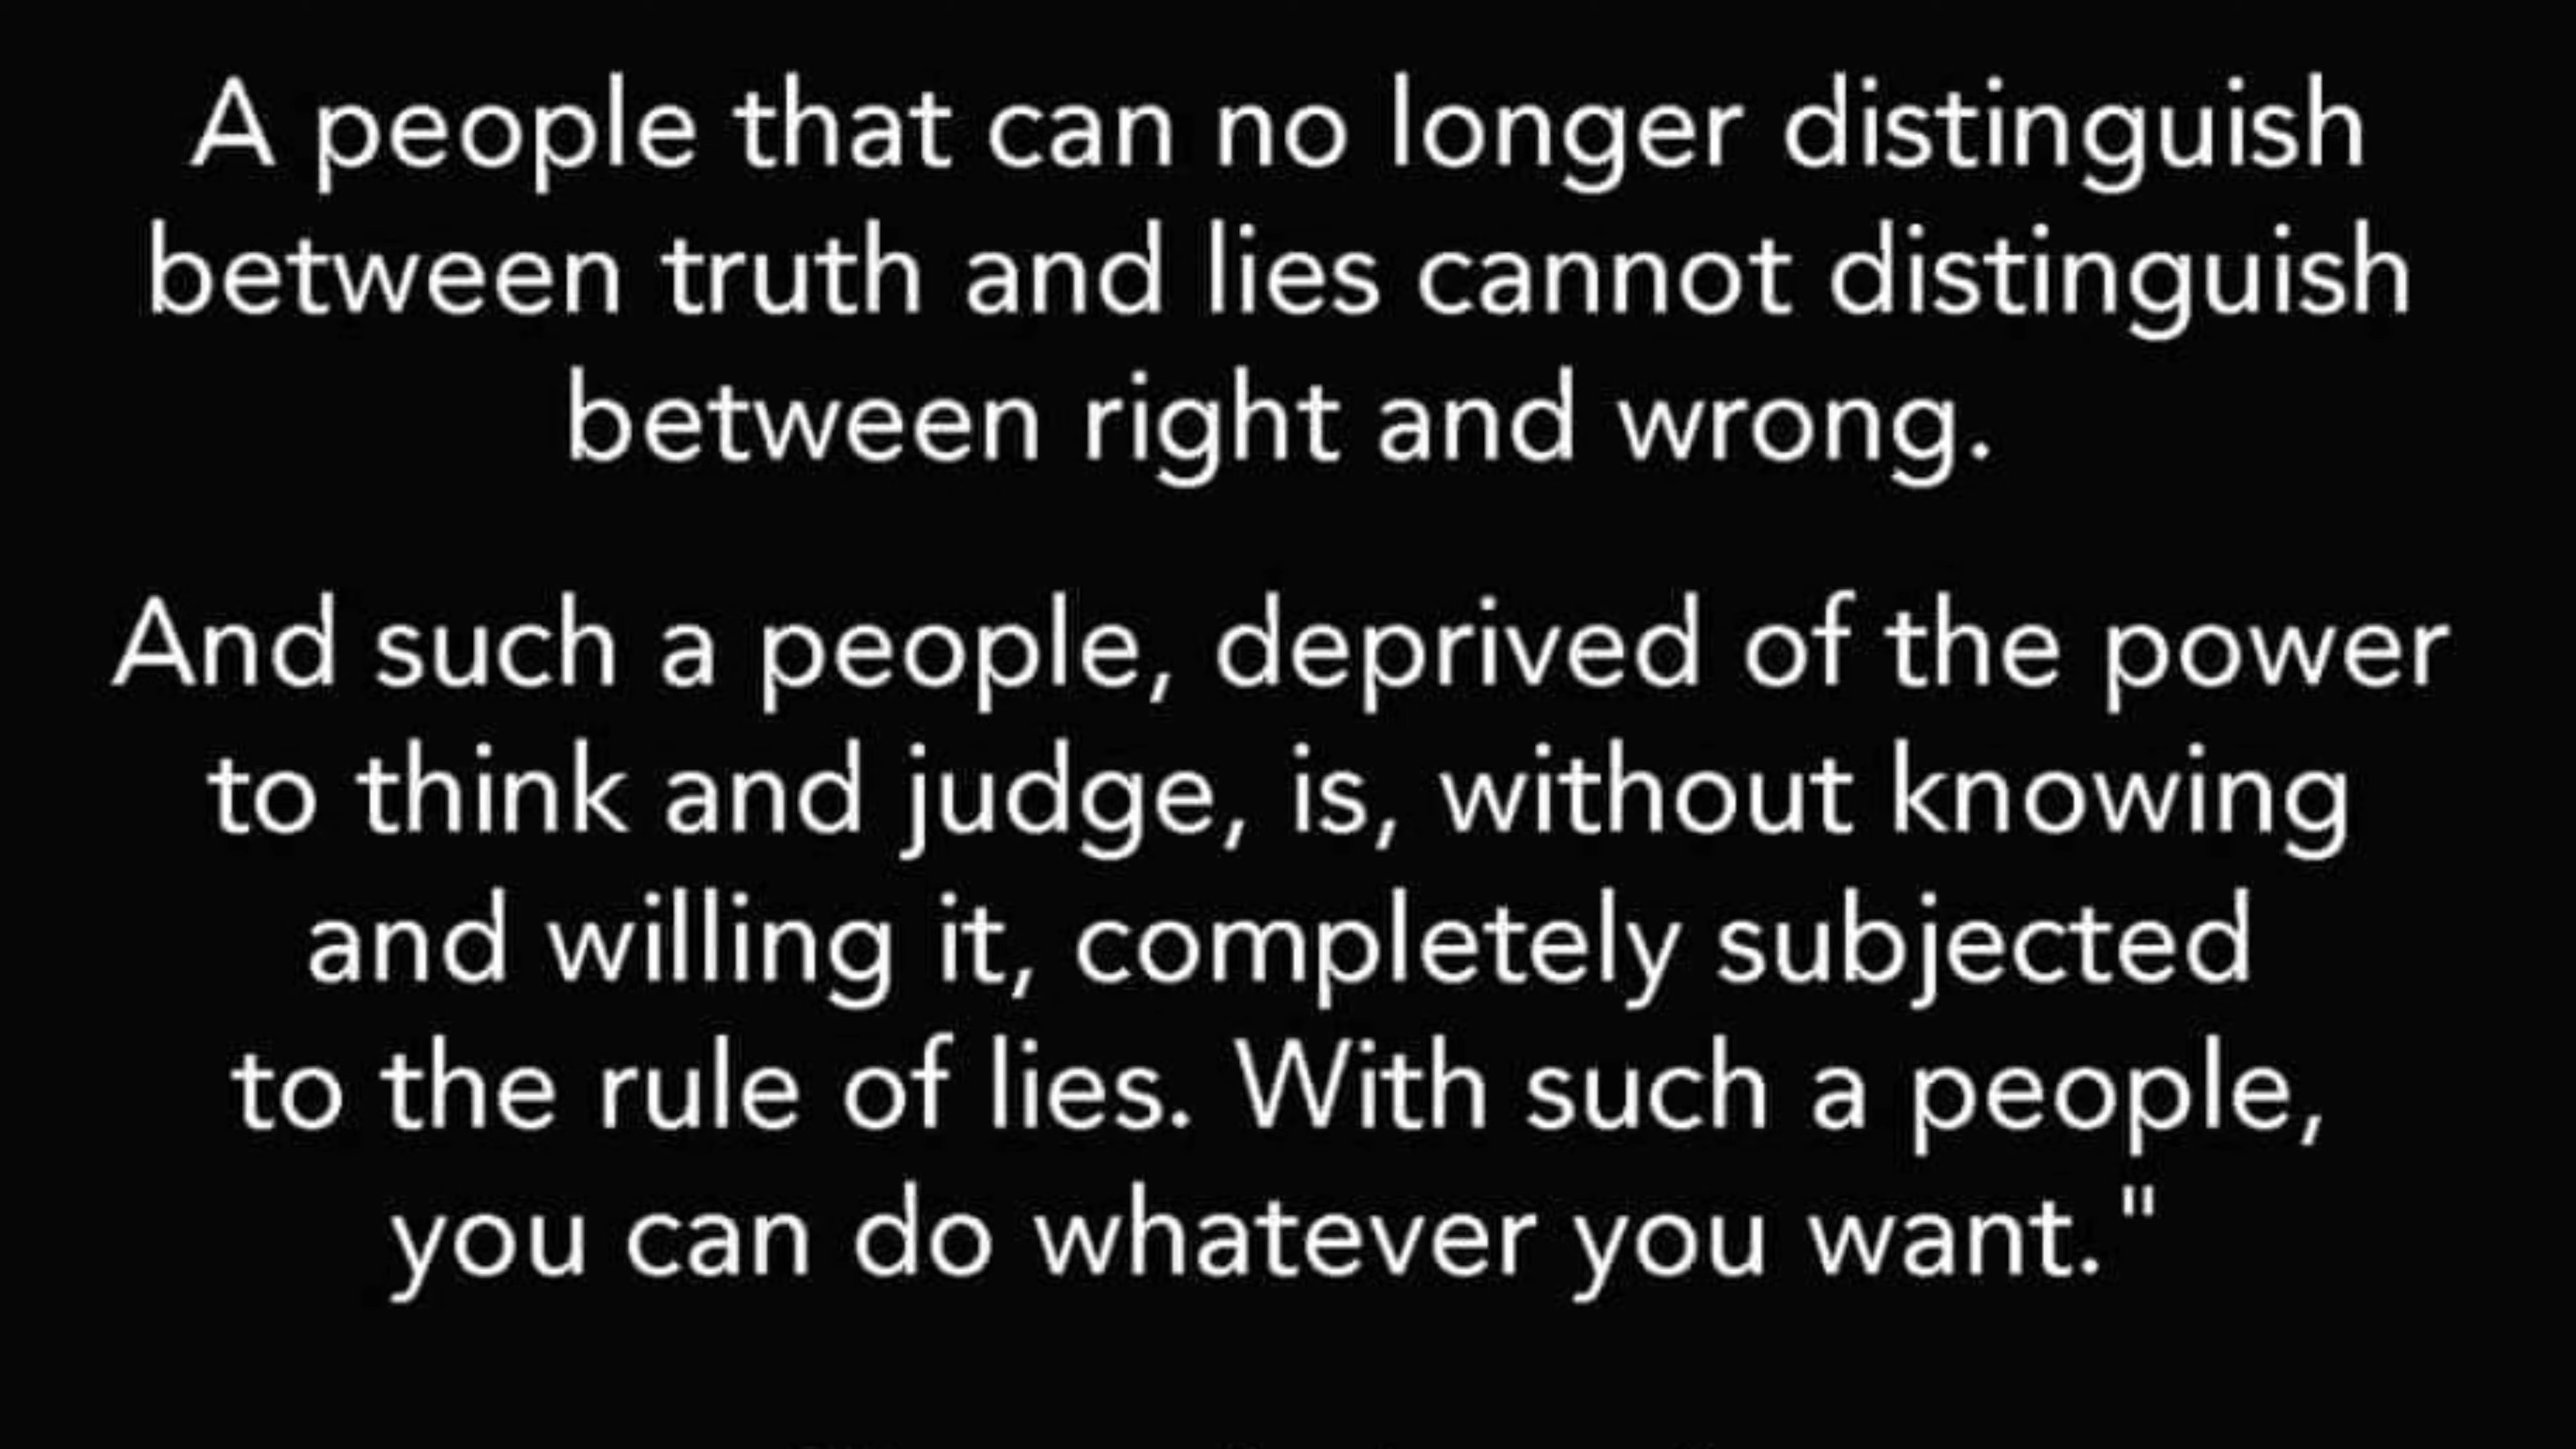 A people that can no longer distinguish
between truth and lies cannot distinguish
between right and wrong.
And such a people, deprived of the power
to think and judge, is, without knowing
and willing it, completely subjected
to the rule of lies. With such a people,
you can do whatever you want."